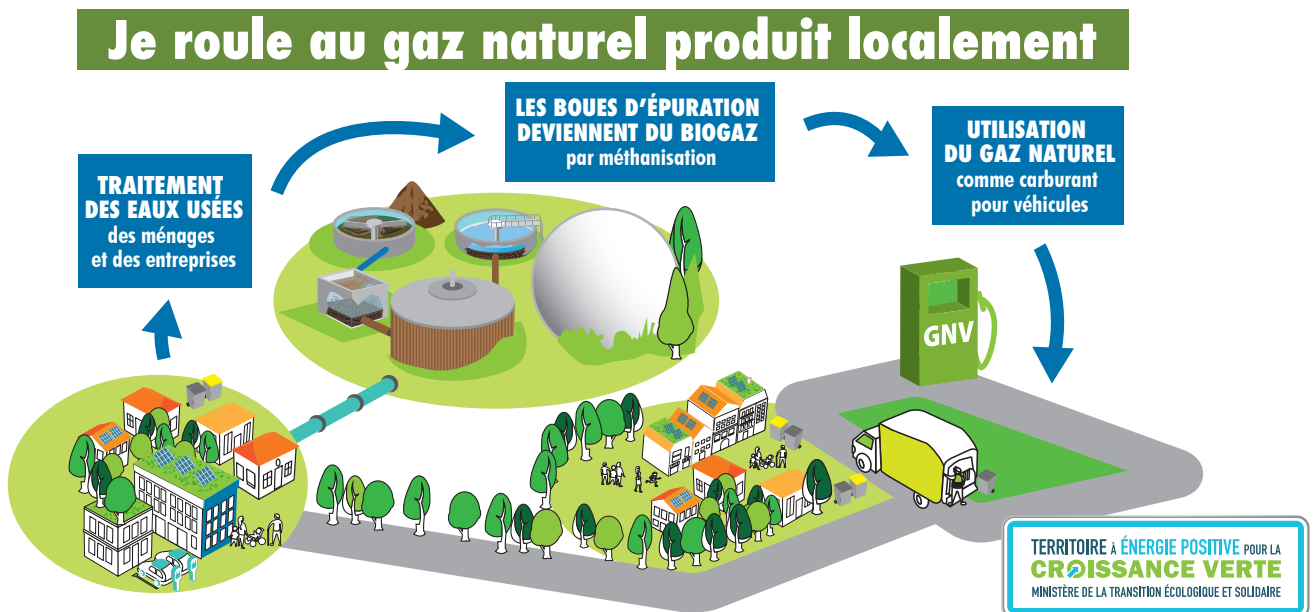 Je roule au gaz naturel produit localement
TRAITEMENT
DES EAUX USÉES
des ménages
et des entreprises
LES BOUES D'ÉPURATION
DEVIENNENT DU BIOGAZ
par méthanisation
UTILISATION
DU GAZ NATUREL
comme carburant
pour véhicules
GNV
TERRITOIRE À ÉNERGIE POSITIVE POUR LA
CROISSANCE VERTE
MINISTÈRE DE LA TRANSITION ÉCOLOGIQUE ET SOLIDAIRE